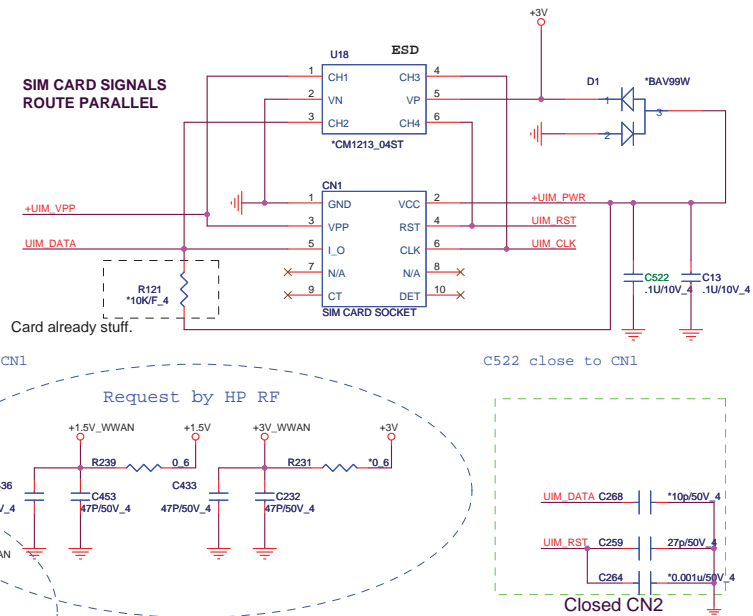 +3V
U18
ESD
SIM CARD SIGNALS
ROUTE PARALLEL
1 CH1 CH3 4
2 VN VP 5
3 CH2 CH4 6
*CM1213_04ST
D1 *BAV99W
1
2
3
CN1
1 GND VCC 2
3 VPP RST 4
5 I_O CLK 6
7 N/A N/A 8
9 CT DET 10
SIM CARD SOCKET
+UIM_VPP
UIM_DATA
+UIM_PWR
UIM_RST
UIM_CLK
R121
*10K/F_4
Card already stuff.
C522
.1U/10V_4
C13
.1U/10V_4
CN1
C522 close to CN1
Request by HP RF
+1.5V_WWAN +1.5V +3V_WWAN +3V
R239 0_6
R231 *0_6
36
V_4
C453
47P/50V_4
C433
47P/50V_4
C232
47P/50V_4
AN
UIM_DATA C268 *10p/50V_4
UIM_RST C259 27p/50V_4
C264 *0.001u/50V_4
Closed CN2